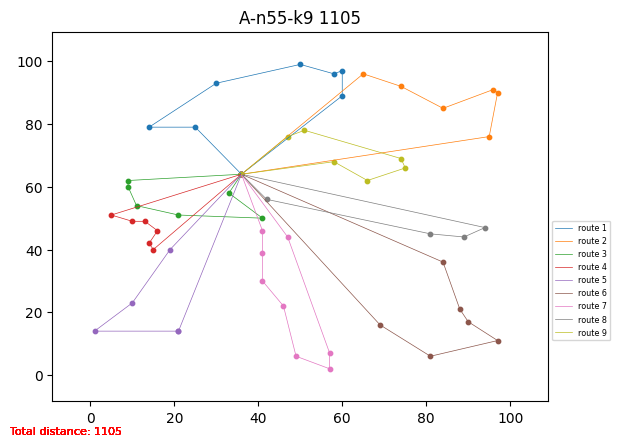 A-n55-k9 1105
100
80
60
40
20
0
0 20 40 60 80 100
route 1
route 2
route 3
route 4
route 5
route 6
route 7
route 8
route 9
Total distance: 1105